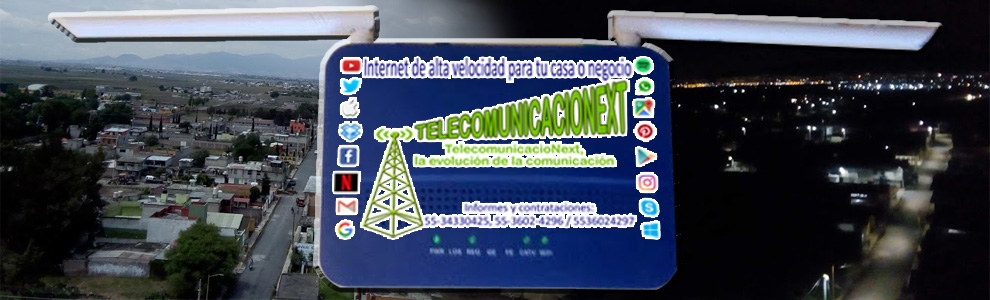 Internet de alta velocidad para tu casa o negocio
TELECOMUNICACIONEXT
TelecomunicacioNext,
la evolución de la comunicación
Informes y contrataciones:
55-34330425, 55-3602-4296 / 5536024297